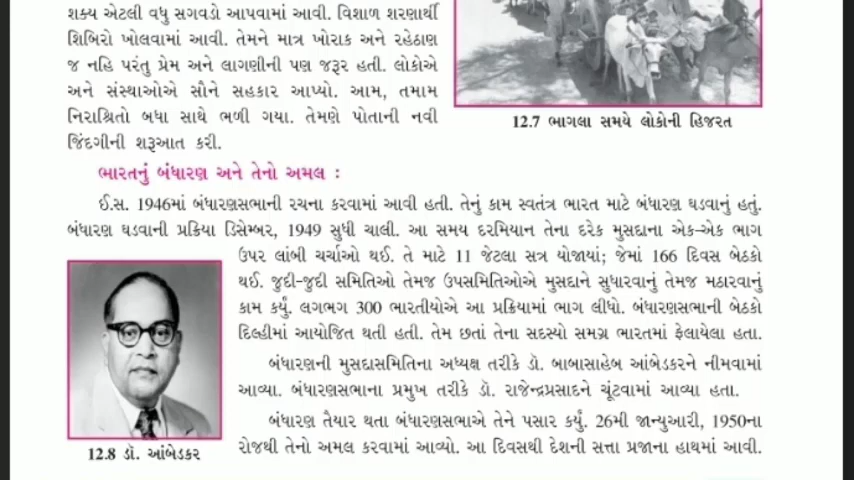 શક્ય એટલી વધુ સગવડો આપવામાં આવી. વિશાળ શરણાર્થી
શિબિરો ખોલવામાં આવી. તેમને માત્ર ખોરાક અને રહેઠાણ
જ નહિ પરંતુ પ્રેમ અને લાગણીની પણ જરૂર હતી. લોકોએ
અને સંસ્થાઓએ સૌને સહકાર આપ્યો. આમ, તમામ
નિરાશ્રિતો બધા સાથે ભળી ગયા. તેમણે પોતાની નવી
જિંદગીની શરૂઆત કરી.
12.7 ભાગલા સમયે લોકોની હિજરત
ભારતનું બંધારણ અને તેનો અમલ :
ઈ.સ. 1946માં બંધારણસભાની રચના કરવામાં આવી હતી. તેનું કામ સ્વતંત્ર ભારત માટે બંધારણ ઘડવાનું હતું.
બંધારણ ઘડવાની પ્રક્રિયા ડિસેમ્બર, 1949 સુધી ચાલી. આ સમય દરમિયાન તેના દરેક મુસદાના એક-એક ભાગ
ઉપર લાંબી ચર્ચાઓ થઈ. તે માટે 11 જેટલા સત્ર યોજાયાં; જેમાં 166 દિવસ બેઠકો
થઈ. જુદી-જુદી સમિતિઓ તેમજ ઉપસમિતિઓએ મુસદાને સુધારવાનું તેમજ મઠારવાનું
કામ કર્યું. લગભગ 300 ભારતીયોએ આ પ્રક્રિયામાં ભાગ લીધો. બંધારણસભાની બેઠકો
દિલ્હીમાં આયોજિત થતી હતી. તેમ છતાં તેના સદસ્યો સમગ્ર ભારતમાં ફેલાયેલા હતા.
બંધારણની મુસદાસમિતિના અધ્યક્ષ તરીકે ડૉ. બાબાસાહેબ આંબેડકરને નીમવામાં
આવ્યા. બંધારણસભાના પ્રમુખ તરીકે ડૉ. રાજેન્દ્રપ્રસાદને ચૂંટવામાં આવ્યા હતા.
બંધારણ તૈયાર થતા બંધારણસભાએ તેને પસાર કર્યું. 26મી જાન્યુઆરી, 1950ના
રોજથી તેનો અમલ કરવામાં આવ્યો. આ દિવસથી દેશની સત્તા પ્રજાના હાથમાં આવી.
12.8 ડૉ. આંબેડકર